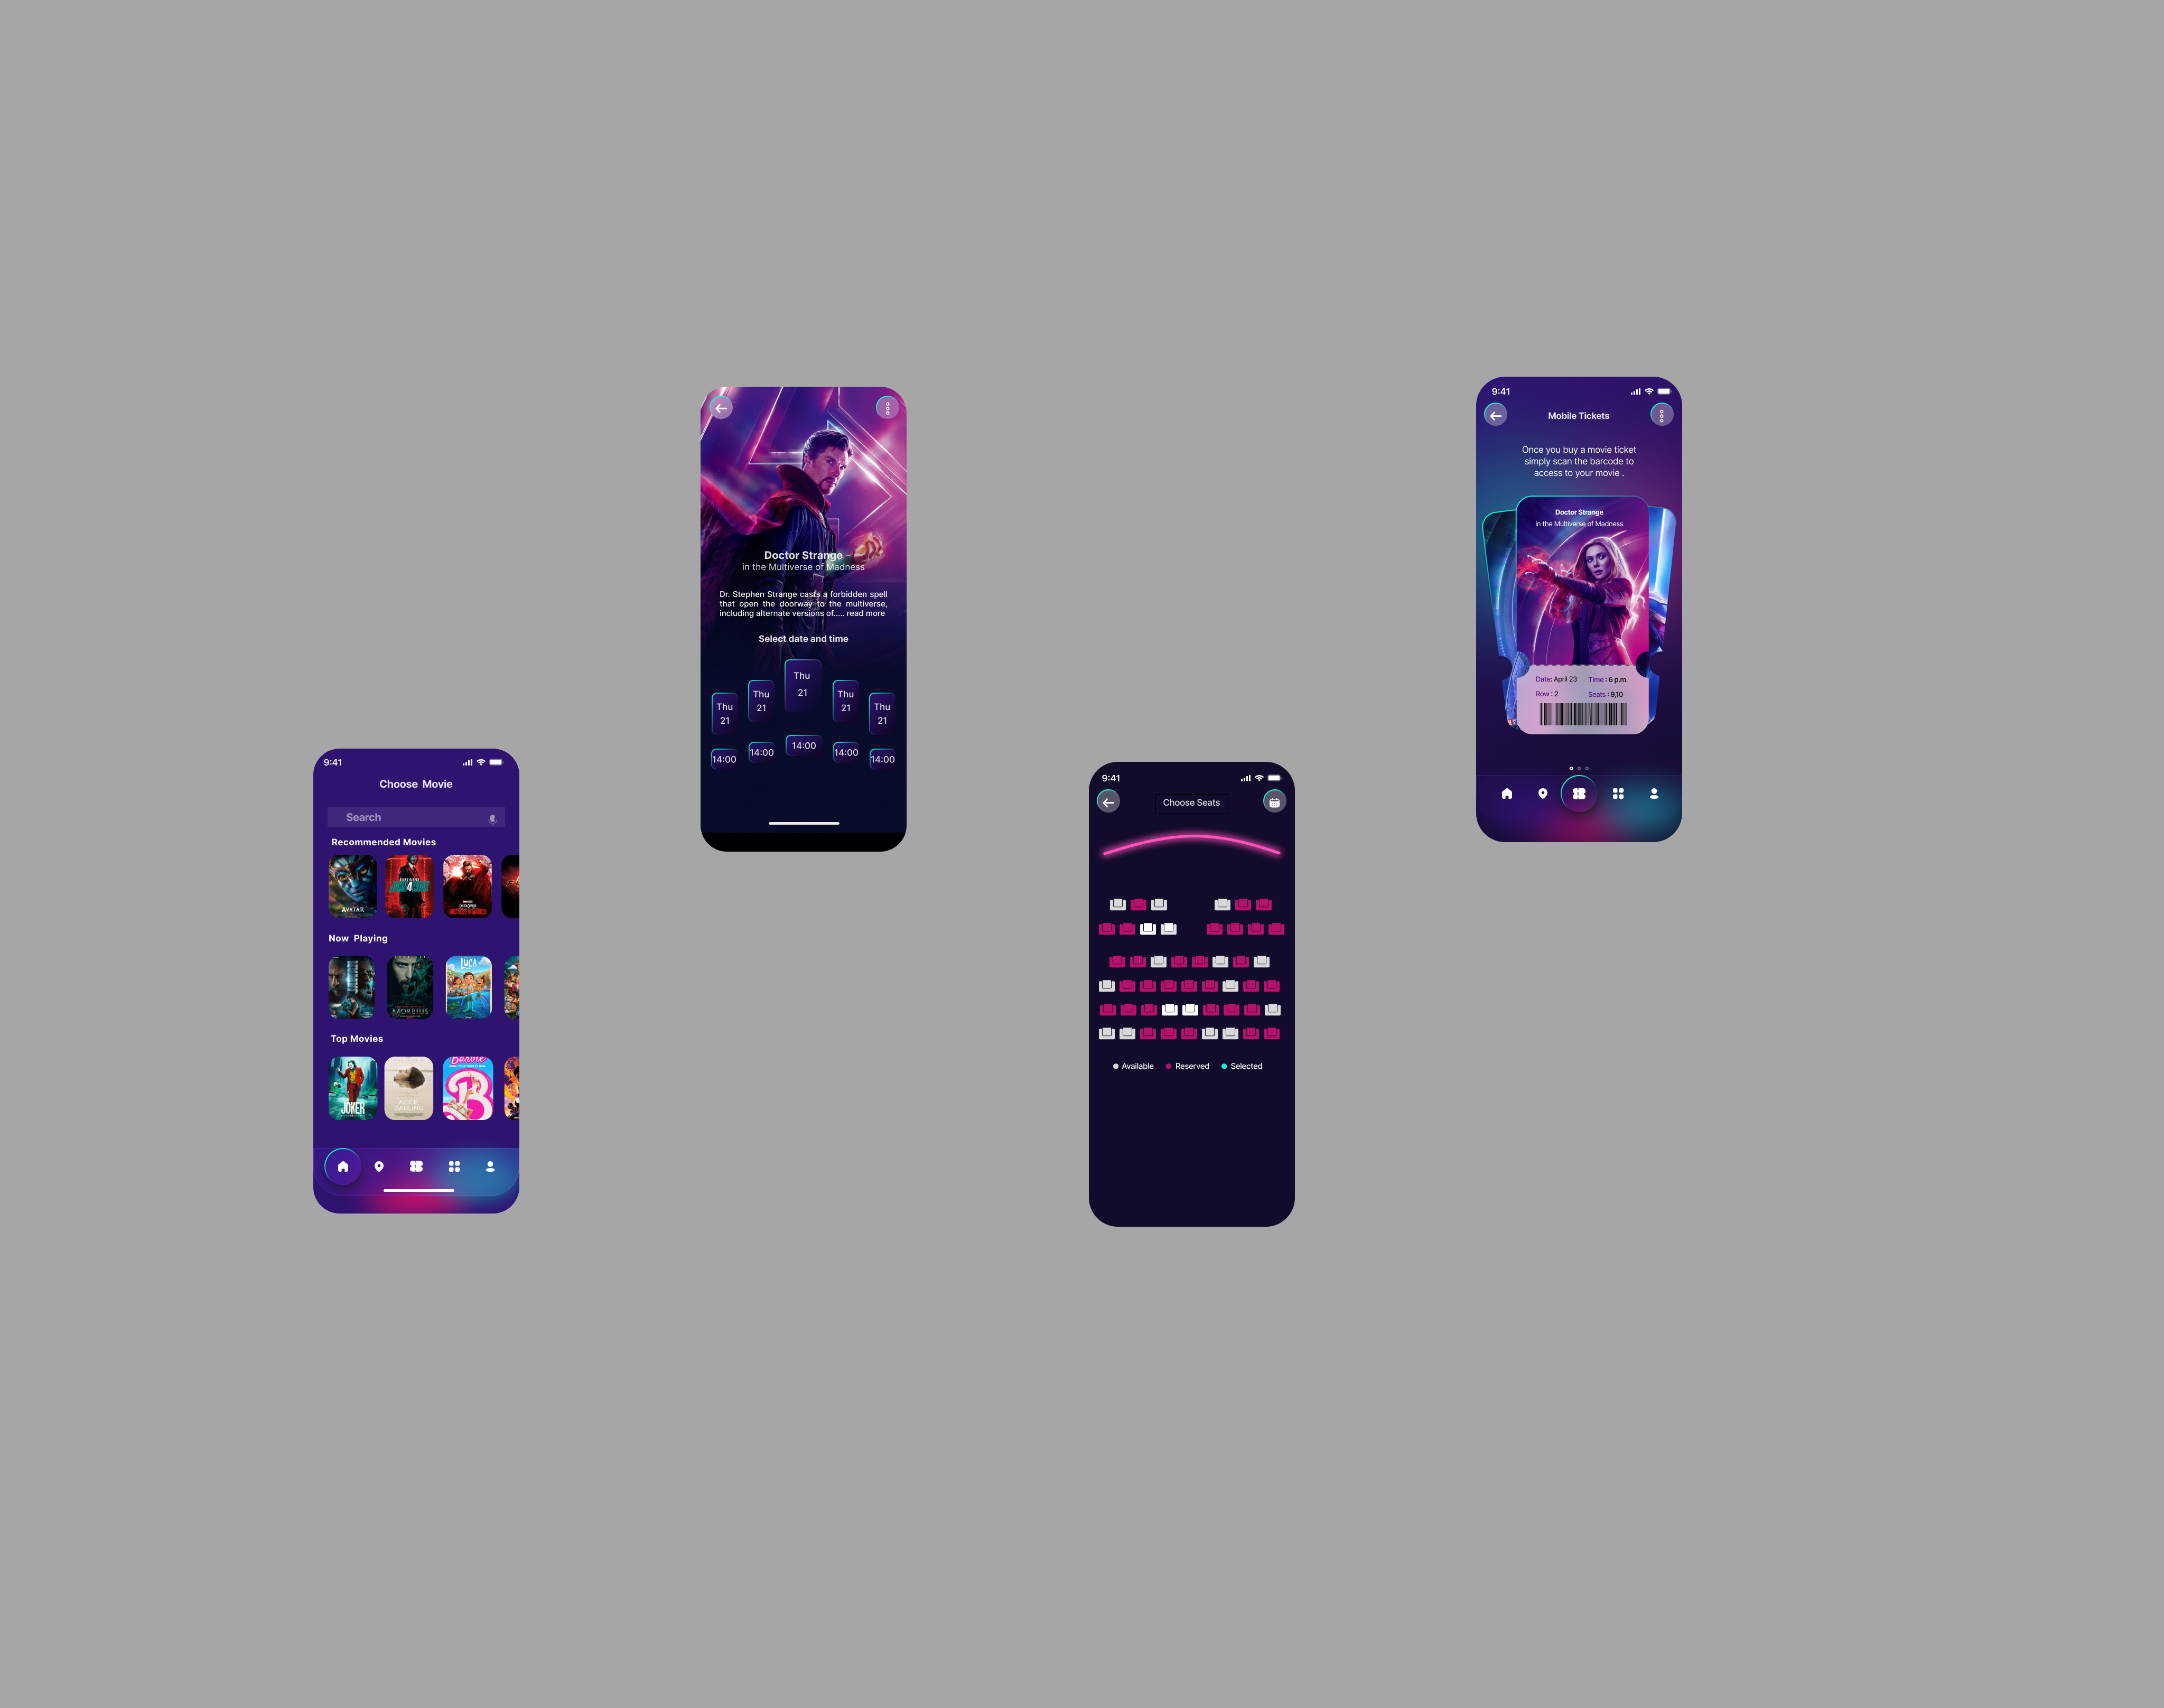 9:41
Choose Movie
Search
Recommended Movies
AVATAR
Now Playing
LUCA
MORBIUS
Top Movies
JOKER
ALICE
DARLING
Barbie
B
Doctor Strange
in the Multiverse of Madness
Dr. Stephen Strange casts a forbidden spell
that open the doorway to the multiverse,
including alternate versions of..... read more
Select date and time
Thu
21
Thu
21
Thu
21
Thu
21
Thu
21
14:00
14:00
14:00
14:00
14:00
9:41
Choose Seats
Available
Reserved
Selected
9:41
Mobile Tickets
Once you buy a movie ticket
simply scan the barcode to
access to your movie .
Doctor Strange
in the Multiverse of Madness
Date: April 23 Time : 6 p.m.
Row : 2 Seats : 9,10